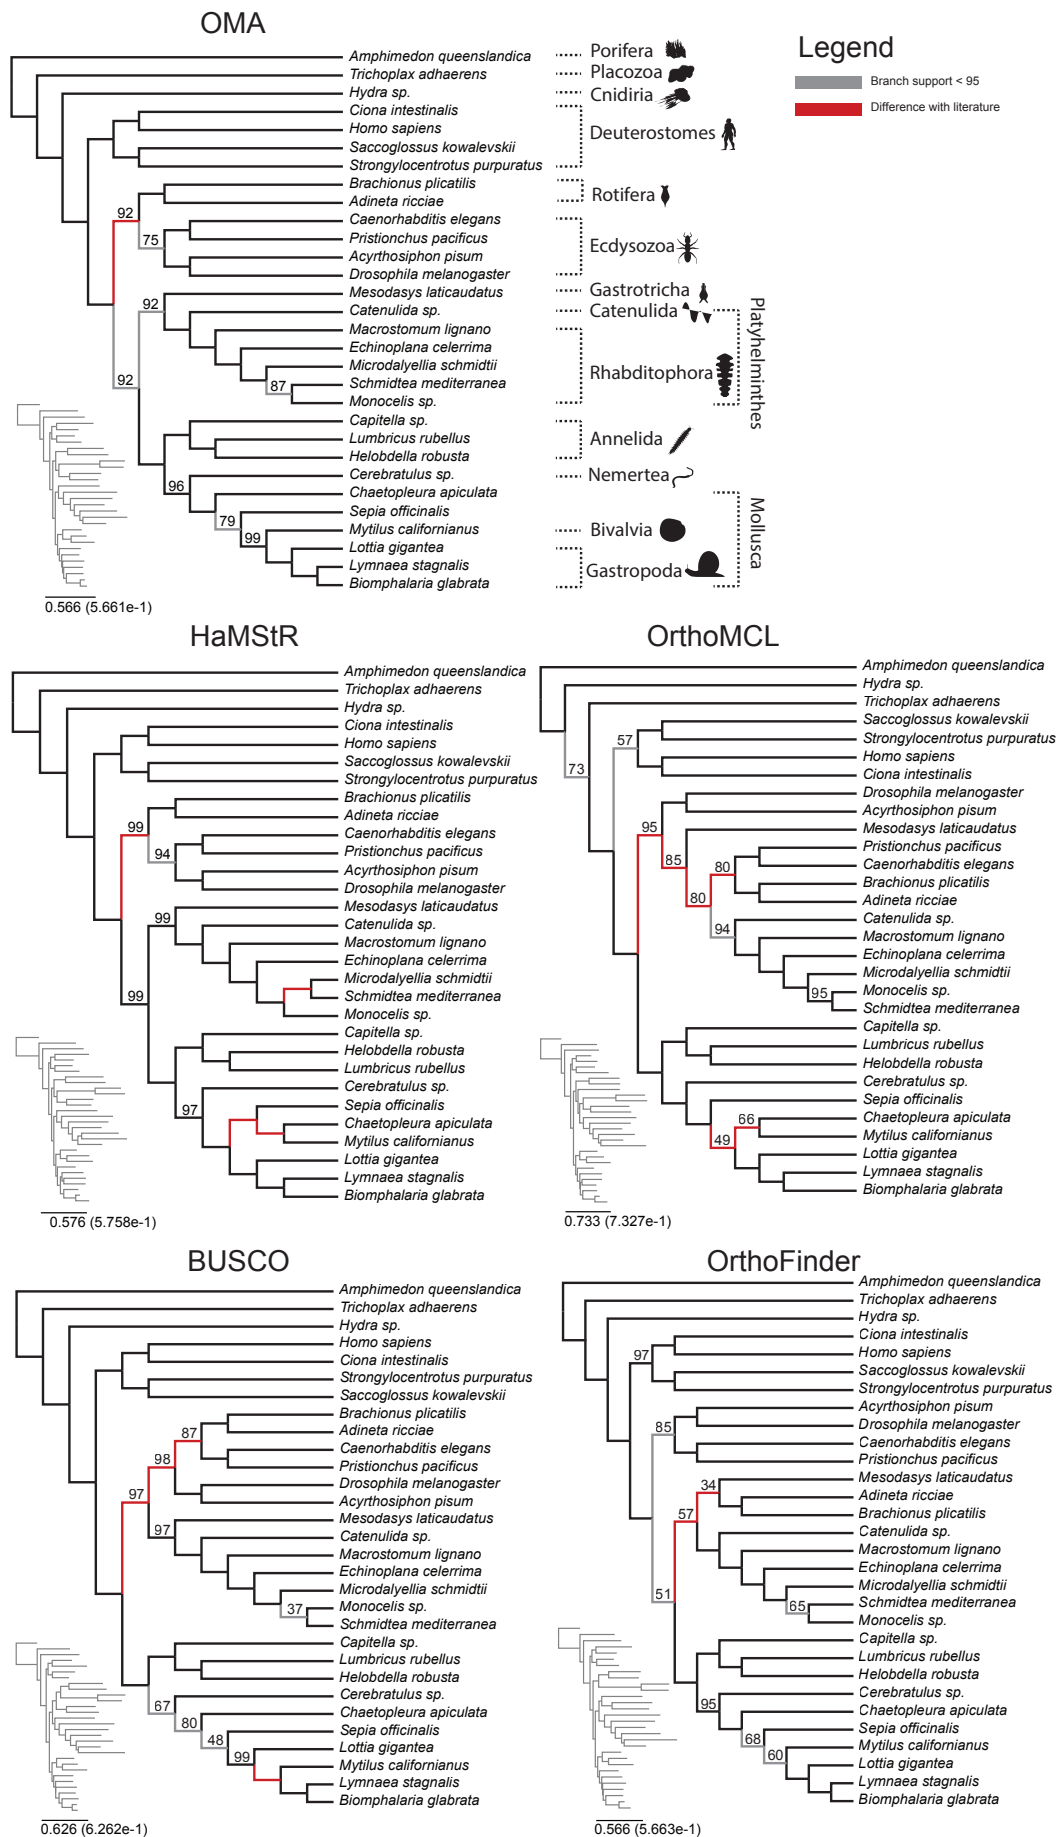 OMA
Legend
Branch support < 95
Difference with literature
Amphimedon queenslandica
Trichoplax adhaerens
Hydra sp.
Ciona intestinalis
Homo sapiens
Saccoglossus kowalevskii
Strongylocentrotus purpuratus
Brachionus plicatilis
Adineta ricciae
Caenorhabditis elegans
Pristionchus pacificus
Acyrthosiphon pisum
Drosophila melanogaster
Mesodasys laticaudatus
Catenulida sp.
Macrostomum lignano
Echinoplana celerrima
Microdalyellia schmidtii
Schmidtea mediterranea
Monocelis sp.
Capitella sp.
Lumbricus rubellus
Helobdella robusta
Cerebratulus sp.
Chaetopleura apiculata
Sepia officinalis
Mytilus californianus
Lottia gigantea
Lymnaea stagnalis
Biomphalaria glabrata
92
75
92
92
87
96
79
99
0.566 (5.661e-1)
Porifera
Placozoa
Cnidiria
Deuterostomes
Rotifera
Ecdysozoa
Gastrotricha
Catenulida
Rhabditophora
Platyhelminthes
Annelida
Nemertea
Bivalvia
Gastropoda
Mollusca
HaMStR
Amphimedon queenslandica
Trichoplax adhaerens
Hydra sp.
Ciona intestinalis
Homo sapiens
Saccoglossus kowalevskii
Strongylocentrotus purpuratus
Brachionus plicatilis
Adineta ricciae
Caenorhabditis elegans
Pristionchus pacificus
Acyrthosiphon pisum
Drosophila melanogaster
Mesodasys laticaudatus
Catenulida sp.
Macrostomum lignano
Echinoplana celerrima
Microdalyellia schmidtii
Schmidtea mediterranea
Monocelis sp.
Capitella sp.
Helobdella robusta
Lumbricus rubellus
Cerebratulus sp.
Sepia officinalis
Chaetopleura apiculata
Mytilus californianus
Lottia gigantea
Lymnaea stagnalis
Biomphalaria glabrata
99
94
99
99
97
0.576 (5.758e-1)
OrthoMCL
Amphimedon queenslandica
Hydra sp.
Trichoplax adhaerens
Saccoglossus kowalevskii
Strongylocentrotus purpuratus
Homo sapiens
Ciona intestinalis
Drosophila melanogaster
Acyrthosiphon pisum
Mesodasys laticaudatus
Pristionchus pacificus
Caenorhabditis elegans
Brachionus plicatilis
Adineta ricciae
Catenulida sp.
Macrostomum lignano
Echinoplana celerrima
Microdalyellia schmidtii
Monocelis sp.
Schmidtea mediterranea
Capitella sp.
Lumbricus rubellus
Helobdella robusta
Cerebratulus sp.
Sepia officinalis
Chaetopleura apiculata
Mytilus californianus
Lottia gigantea
Lymnaea stagnalis
Biomphalaria glabrata
57
73
95
85
80
80
94
95
66
49
0.733 (7.327e-1)
BUSCO
Amphimedon queenslandica
Trichoplax adhaerens
Hydra sp.
Homo sapiens
Ciona intestinalis
Strongylocentrotus purpuratus
Saccoglossus kowalevskii
Brachionus plicatilis
Adineta ricciae
Caenorhabditis elegans
Pristionchus pacificus
Drosophila melanogaster
Acyrthosiphon pisum
Mesodasys laticaudatus
Catenulida sp.
Macrostomum lignano
Echinoplana celerrima
Microdalyellia schmidtii
Monocelis sp.
Schmidtea mediterranea
Capitella sp.
Lumbricus rubellus
Helobdella robusta
Cerebratulus sp.
Chaetopleura apiculata
Sepia officinalis
Lottia gigantea
Mytilus californianus
Lymnaea stagnalis
Biomphalaria glabrata
87
98
97
97
37
67
80
48
99
0.626 (6.262e-1)
OrthoFinder
Amphimedon queenslandica
Trichoplax adhaerens
Hydra sp.
Ciona intestinalis
Homo sapiens
Saccoglossus kowalevskii
Strongylocentrotus purpuratus
Acyrthosiphon pisum
Drosophila melanogaster
Caenorhabditis elegans
Pristionchus pacificus
Mesodasys laticaudatus
Adineta ricciae
Brachionus plicatilis
Catenulida sp.
Macrostomum lignano
Echinoplana celerrima
Microdalyellia schmidtii
Schmidtea mediterranea
Monocelis sp.
Capitella sp.
Lumbricus rubellus
Helobdella robusta
Cerebratulus sp.
Chaetopleura apiculata
Sepia officinalis
Mytilus californianus
Lottia gigantea
Lymnaea stagnalis
Biomphalaria glabrata
97
85
34
57
51
65
95
68
60
0.566 (5.663e-1)